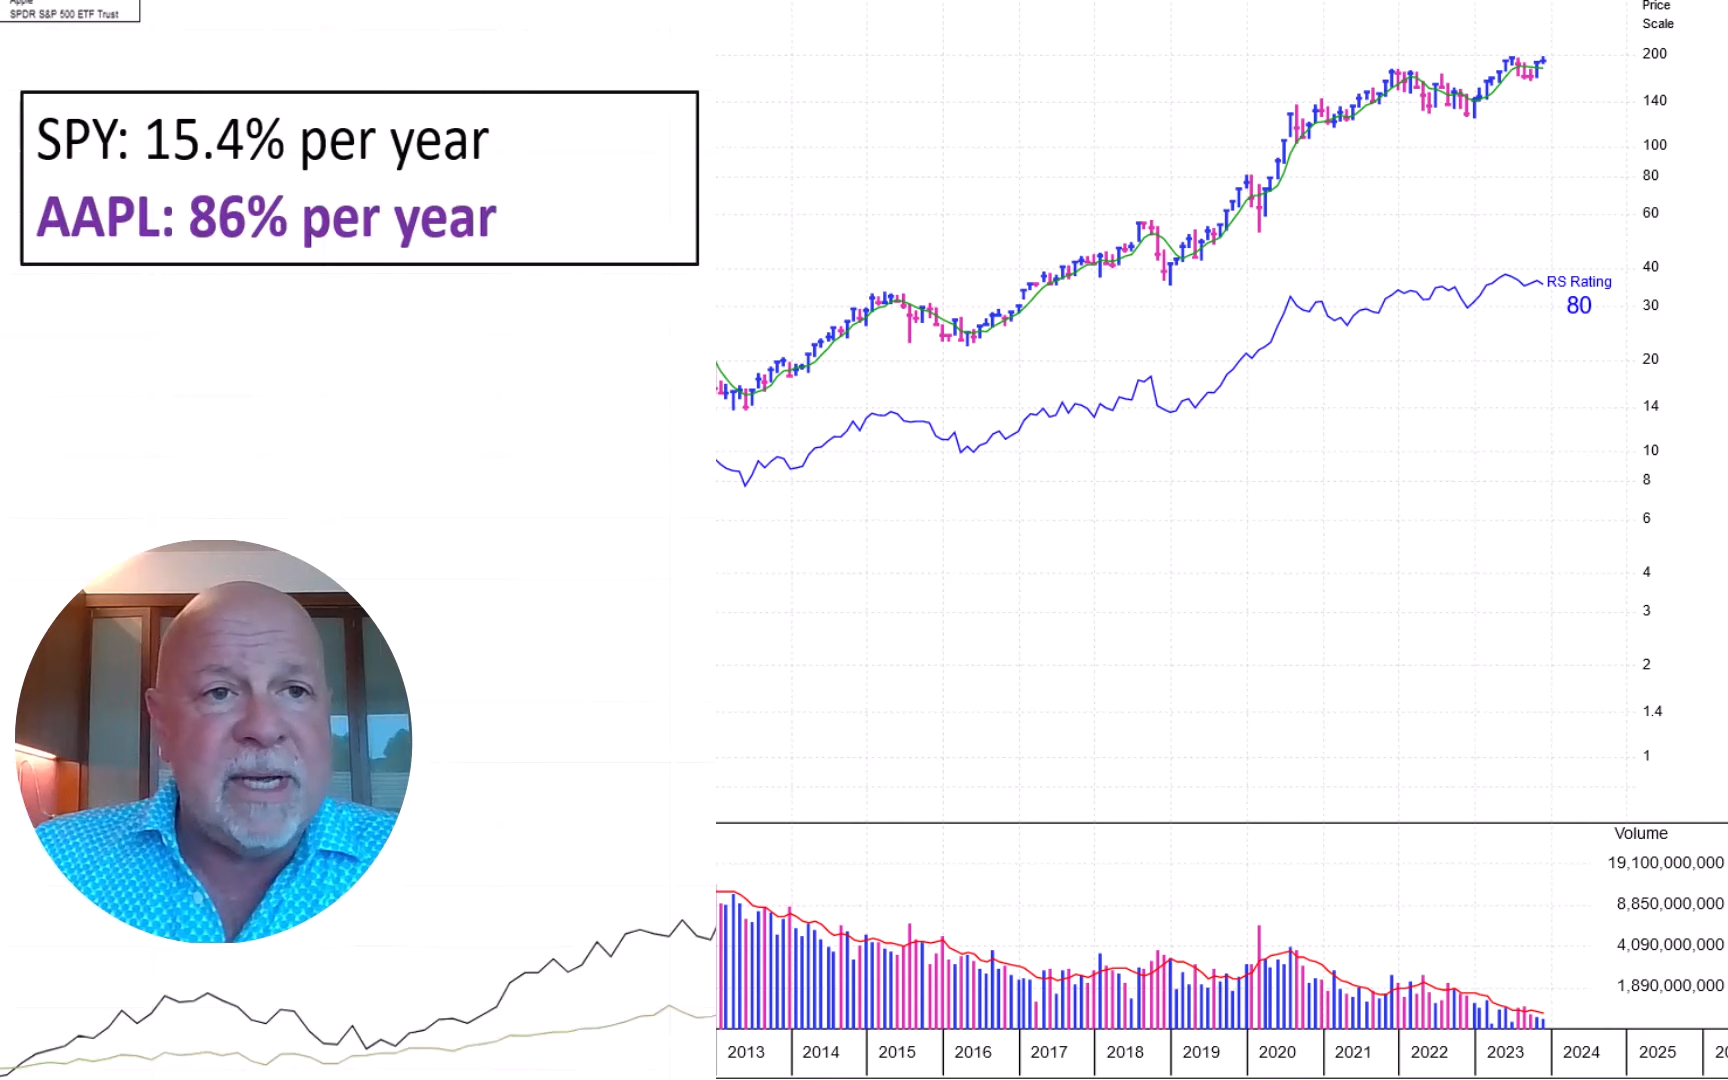 Apple
SPDR S&P 500 ETF Trust
SPY: 15.4% per year
AAPL: 86% per year
Price
Scale
200
140
100
80
60
40
RS Rating
80
30
20
14
10
8
6
4
3
2
1.4
1
Volume
19,100,000,000
8,850,000,000
4,090,000,000
1,890,000,000
2013 2014 2015 2016 2017 2018 2019 2020 2021 2022 2023 2024 2025